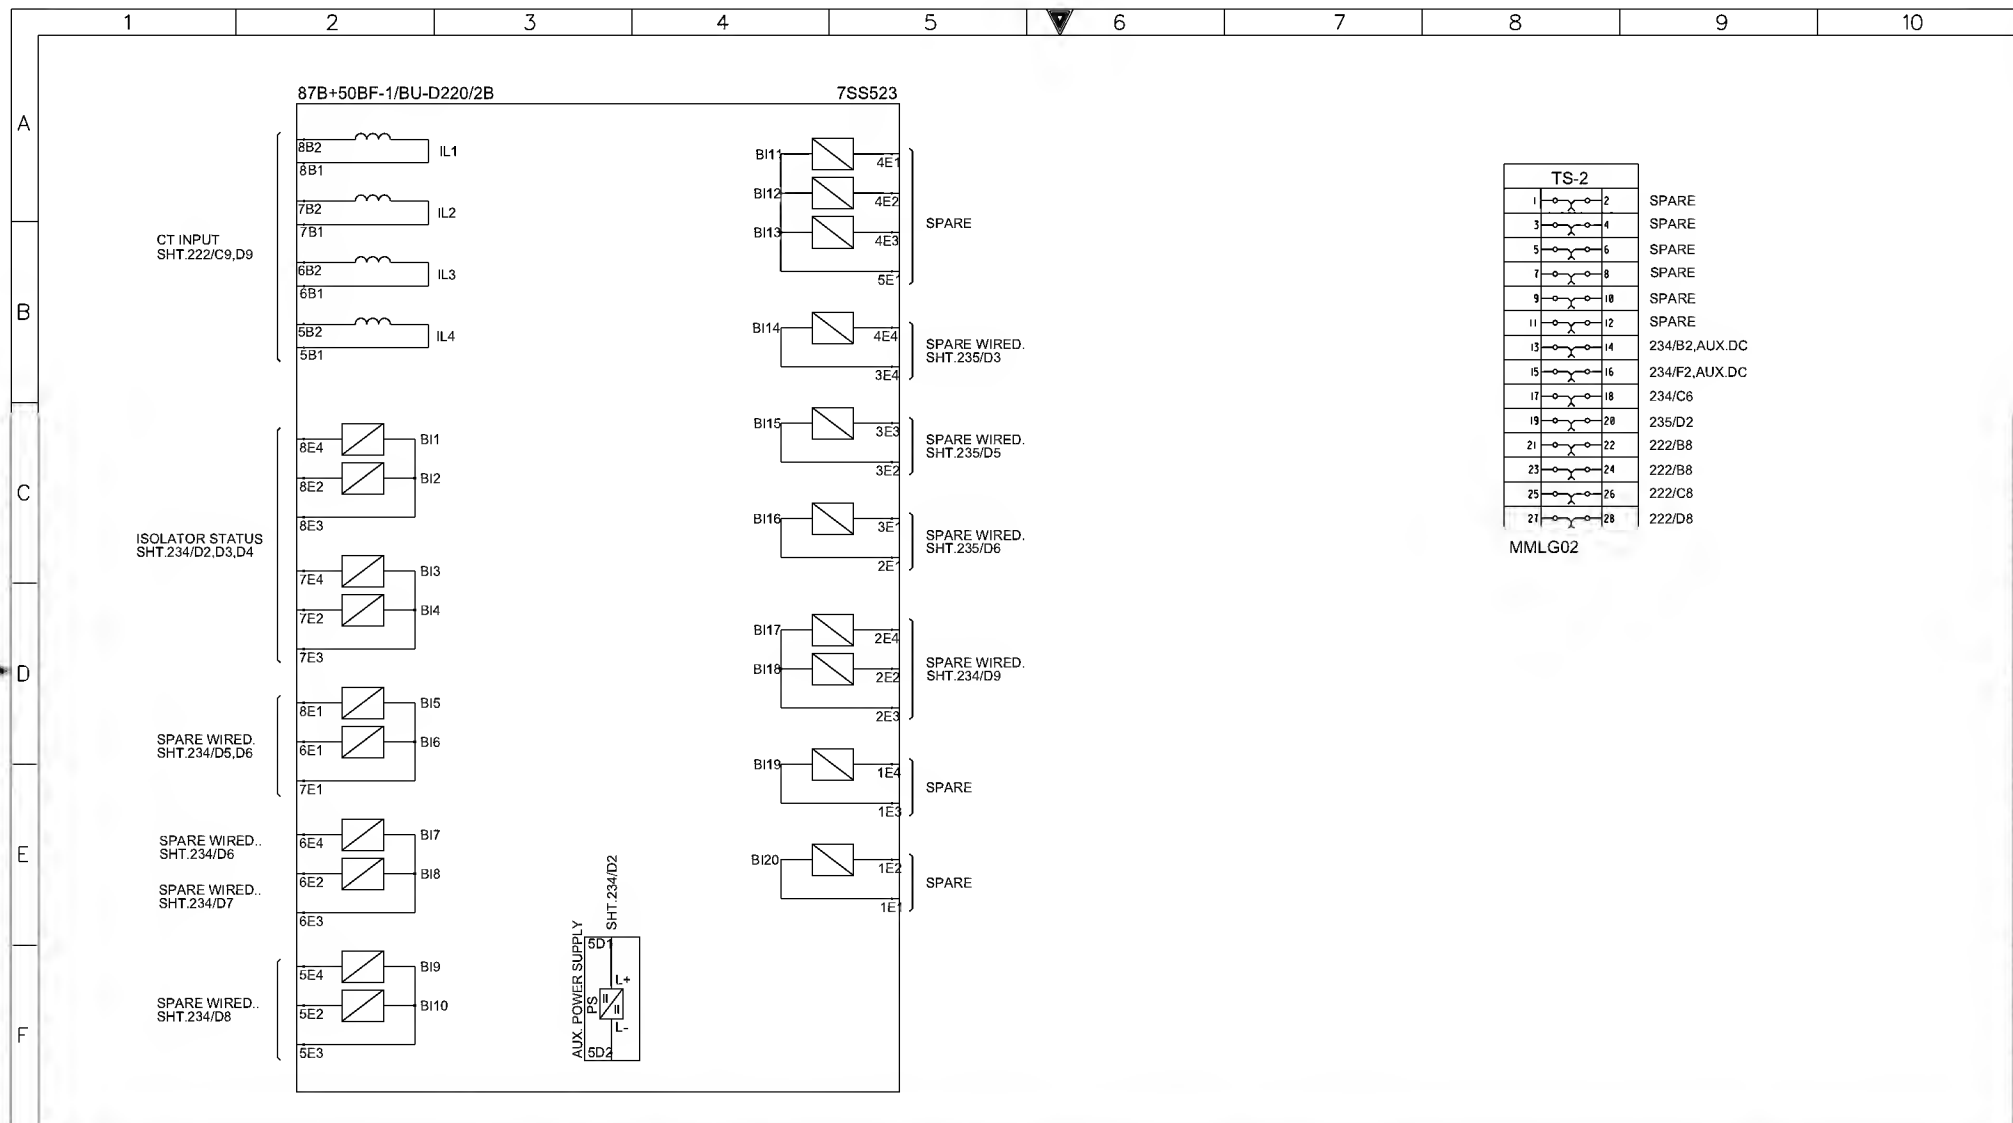 1 2 3 4 5 6 7 8 9 10
A
B
C
D
E
F
87B+50BF-1/BU-D220/2B
7SS523
CT INPUT
SHT.222/C9,D9
8B2
8B1
IL1
7B2
7B1
IL2
6B2
6B1
IL3
5B2
5B1
IL4
ISOLATOR STATUS
SHT.234/D2,D3,D4
8E4 BI1
8E2 BI2
8E3
7E4 BI3
7E2 BI4
7E3
SPARE WIRED.
SHT.234/D5,D6
8E1 BI5
6E1 BI6
7E1
SPARE WIRED..
SHT.234/D6
SPARE WIRED..
SHT.234/D7
6E4 BI7
6E2 BI8
6E3
SPARE WIRED..
SHT.234/D8
5E4 BI9
5E2 BI10
5E3
AUX. POWER SUPPLY
SHT.234/D2
5D1
L+
PS
L-
5D2
BI11 4E1
BI12 4E2
BI13 4E3
5E1
SPARE
BI14 4E4
3E4
SPARE WIRED.
SHT.235/D3
BI15 3E3
3E2
SPARE WIRED.
SHT.235/D5
BI16 3E1
2E1
SPARE WIRED.
SHT.235/D6
BI17 2E4
BI18 2E2
2E3
SPARE WIRED.
SHT.234/D9
BI19 1E4
1E3
SPARE
BI20 1E2
1E1
SPARE
TS-2
1 2 SPARE
3 4 SPARE
5 6 SPARE
7 8 SPARE
9 10 SPARE
11 12 SPARE
13 14 234/B2,AUX.DC
15 16 234/F2,AUX.DC
17 18 234/C6
19 20 235/D2
21 22 222/B8
23 24 222/B8
25 26 222/C8
27 28 222/D8
MMLG02